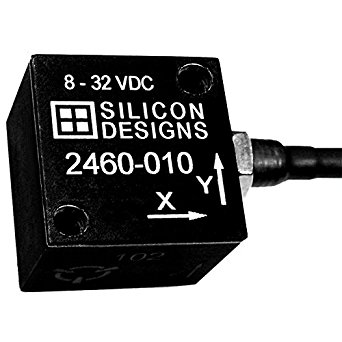 8 - 32 VDC
SILICON
DESIGNS
2460-010
X Y
102